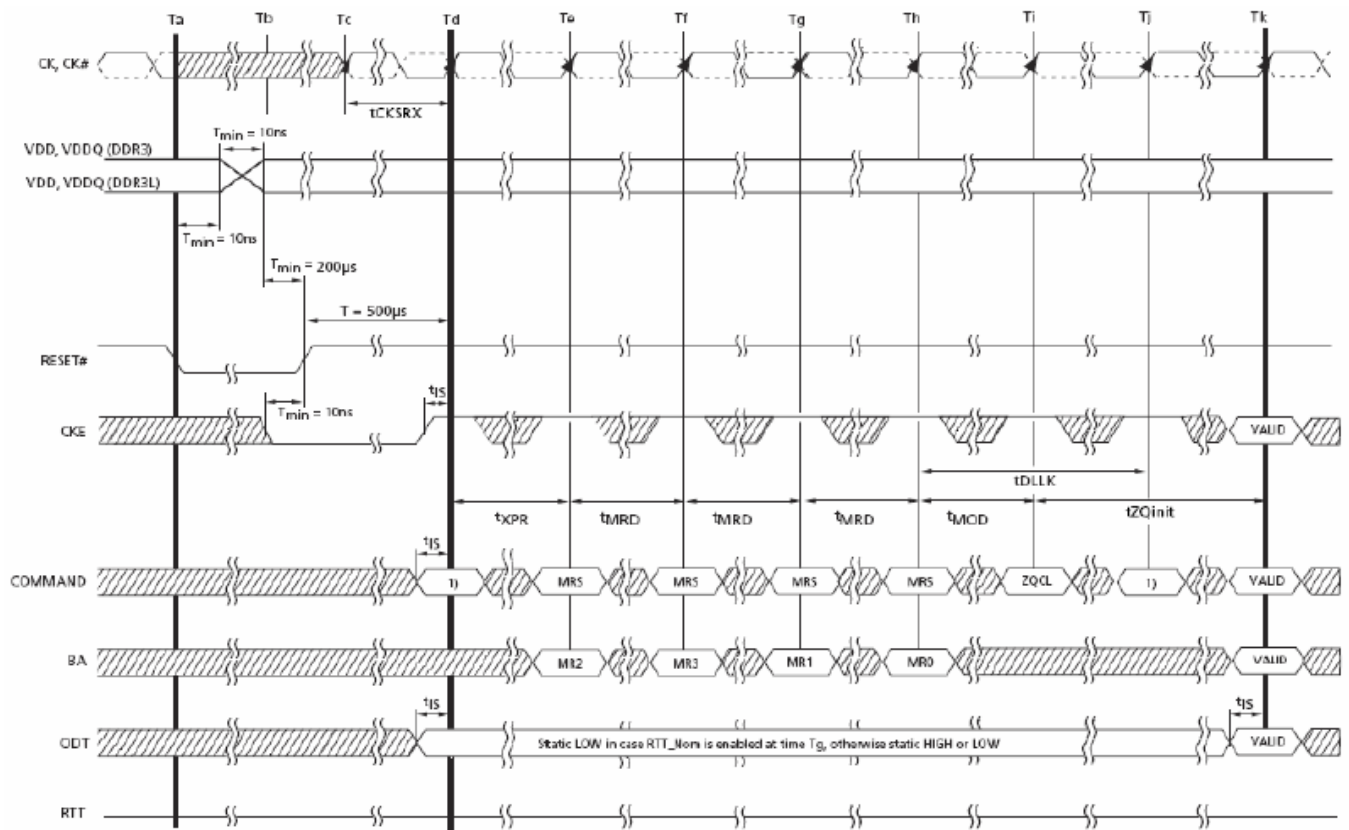 Ta Tb Tc Td Te Tf Tg Th Ti Tj Tk
CK, CK#
tCKSRX
Tmin = 10ns
VDD, VDDQ (DDR3)
VDD, VDDQ (DDR3L)
Tmin = 10ns
Tmin = 200µs
T = 500µs
RESET#
tIS
Tmin = 10ns
CKE VALID
tDLLK
tXPR tMRD tMRD tMRD tMOD tZQinit
tIS
COMMAND 1) MRS MRS MRS MRS ZQCL 1) VALID
BA MR2 MR3 MR1 MR0 VALID
tIS tIS
ODT Static LOW in case RTT_Nom is enabled at time Tg, otherwise static HIGH or LOW VALID
RTT